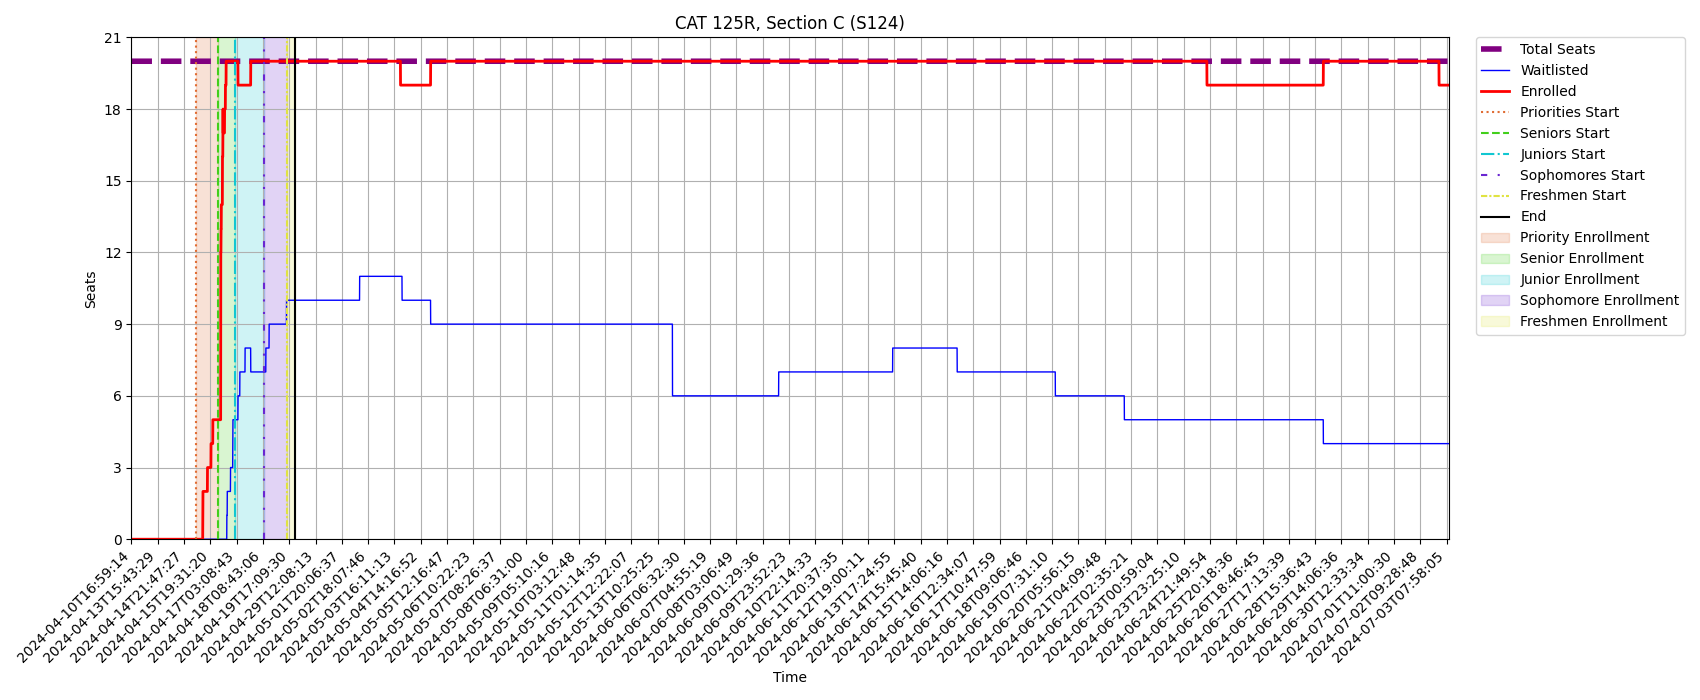 CAT 125R, Section C (S124)
Seats
21
18
15
12
9
6
3
0
2024-04-10T16:59:14
2024-04-13T15:43:29
2024-04-14T21:47:27
2024-04-15T19:31:20
2024-04-17T03:08:43
2024-04-18T08:43:06
2024-04-19T17:09:30
2024-04-29T12:08:13
2024-05-01T20:06:37
2024-05-02T18:07:46
2024-05-03T16:11:13
2024-05-04T14:16:52
2024-05-05T12:16:47
2024-05-06T10:22:23
2024-05-07T08:26:37
2024-05-08T06:31:00
2024-05-09T05:10:16
2024-05-10T03:12:48
2024-05-11T01:14:35
2024-05-12T12:22:07
2024-05-13T10:25:25
2024-06-06T06:32:30
2024-06-07T04:55:19
2024-06-08T03:06:49
2024-06-09T01:29:36
2024-06-09T23:52:23
2024-06-10T22:14:33
2024-06-11T20:37:35
2024-06-12T19:00:11
2024-06-13T17:24:55
2024-06-14T15:45:40
2024-06-15T14:06:16
2024-06-16T12:34:07
2024-06-17T10:47:59
2024-06-18T09:06:46
2024-06-19T07:31:10
2024-06-20T05:56:15
2024-06-21T04:09:48
2024-06-22T02:35:21
2024-06-23T00:59:04
2024-06-23T23:25:10
2024-06-24T21:49:54
2024-06-25T20:18:36
2024-06-26T18:46:45
2024-06-27T17:13:39
2024-06-28T15:36:43
2024-06-29T14:06:36
2024-06-30T12:33:34
2024-07-01T11:00:30
2024-07-02T09:28:48
2024-07-03T07:58:05
Time
Total Seats
Waitlisted
Enrolled
Priorities Start
Seniors Start
Juniors Start
Sophomores Start
Freshmen Start
End
Priority Enrollment
Senior Enrollment
Junior Enrollment
Sophomore Enrollment
Freshmen Enrollment